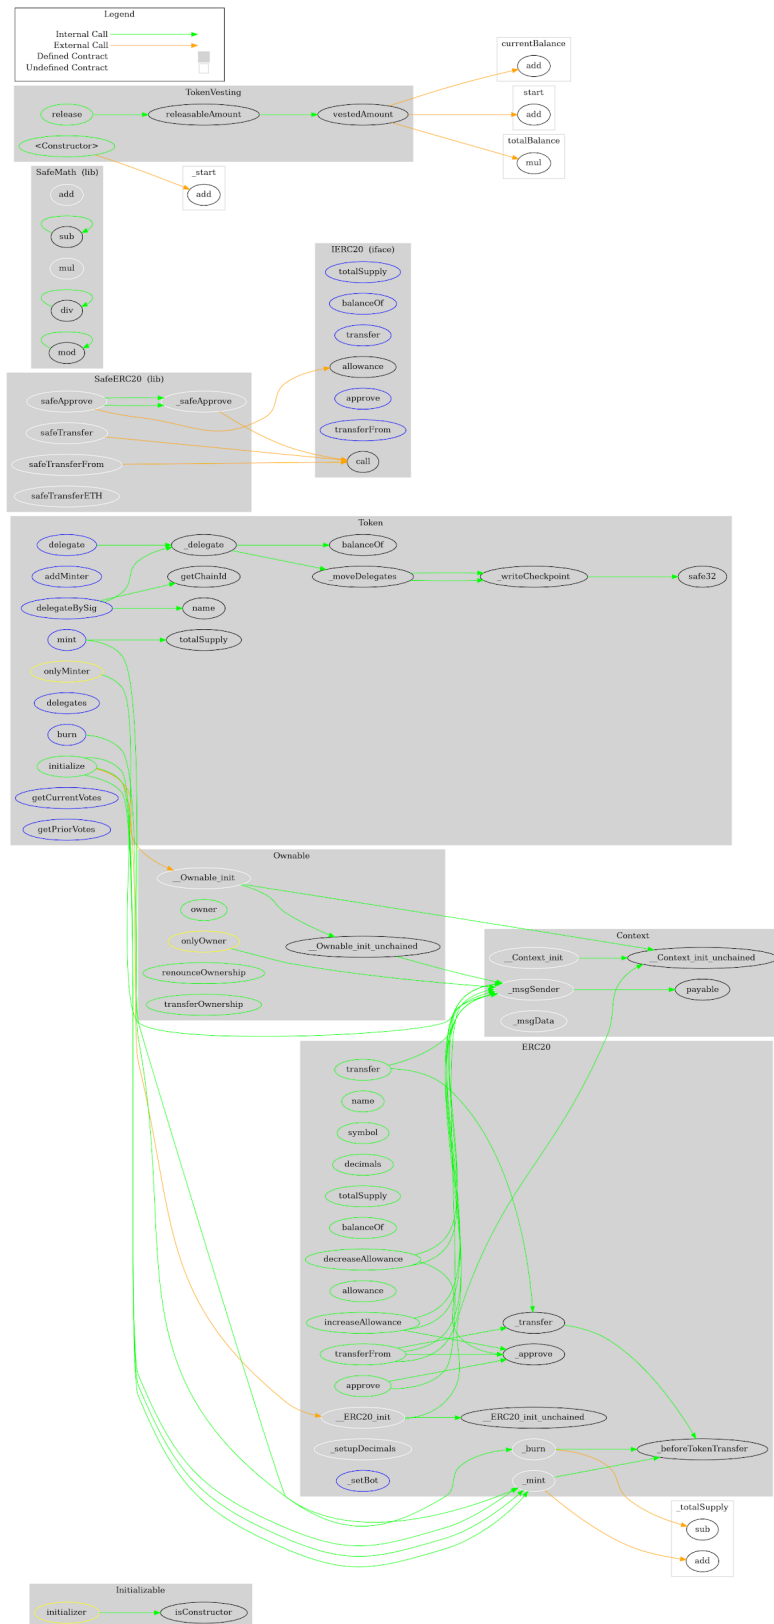 Legend
Internal Call
External Call
Defined Contract
Undefined Contract
currentBalance
add
TokenVesting
release
releasableAmount
vestedAmount
start
add
<Constructor>
totalBalance
mul
_start
add
SafeMath (lib)
add
sub
mul
div
mod
IERC20 (iface)
totalSupply
balanceOf
transfer
allowance
approve
transferFrom
call
SafeERC20 (lib)
safeApprove
_safeApprove
safeTransfer
safeTransferFrom
safeTransferETH
Token
delegate
_delegate
balanceOf
addMinter
getChainId
_moveDelegates
_writeCheckpoint
safe32
delegateBySig
name
mint
totalSupply
onlyMinter
delegates
burn
initialize
getCurrentVotes
getPriorVotes
Ownable
__Ownable_init
owner
onlyOwner
__Ownable_init_unchained
renounceOwnership
transferOwnership
Context
__Context_init
__Context_init_unchained
_msgSender
payable
_msgData
ERC20
transfer
name
symbol
decimals
totalSupply
balanceOf
decreaseAllowance
allowance
increaseAllowance
_transfer
transferFrom
_approve
approve
__ERC20_init
__ERC20_init_unchained
_setupDecimals
_burn
_beforeTokenTransfer
_setBot
_mint
_totalSupply
sub
add
Initializable
initializer
isConstructor